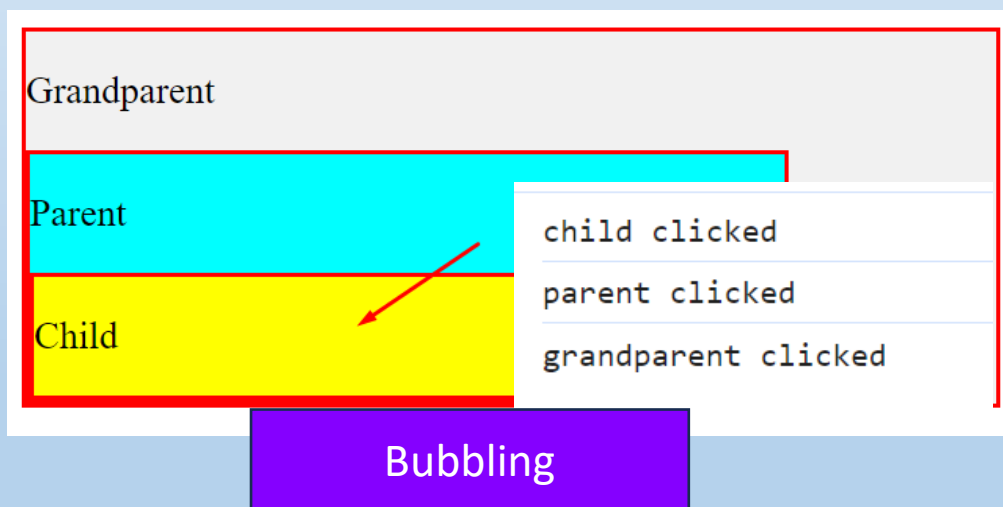 Grandparent
Parent
child clicked
parent clicked
Child
grandparent clicked
Bubbling